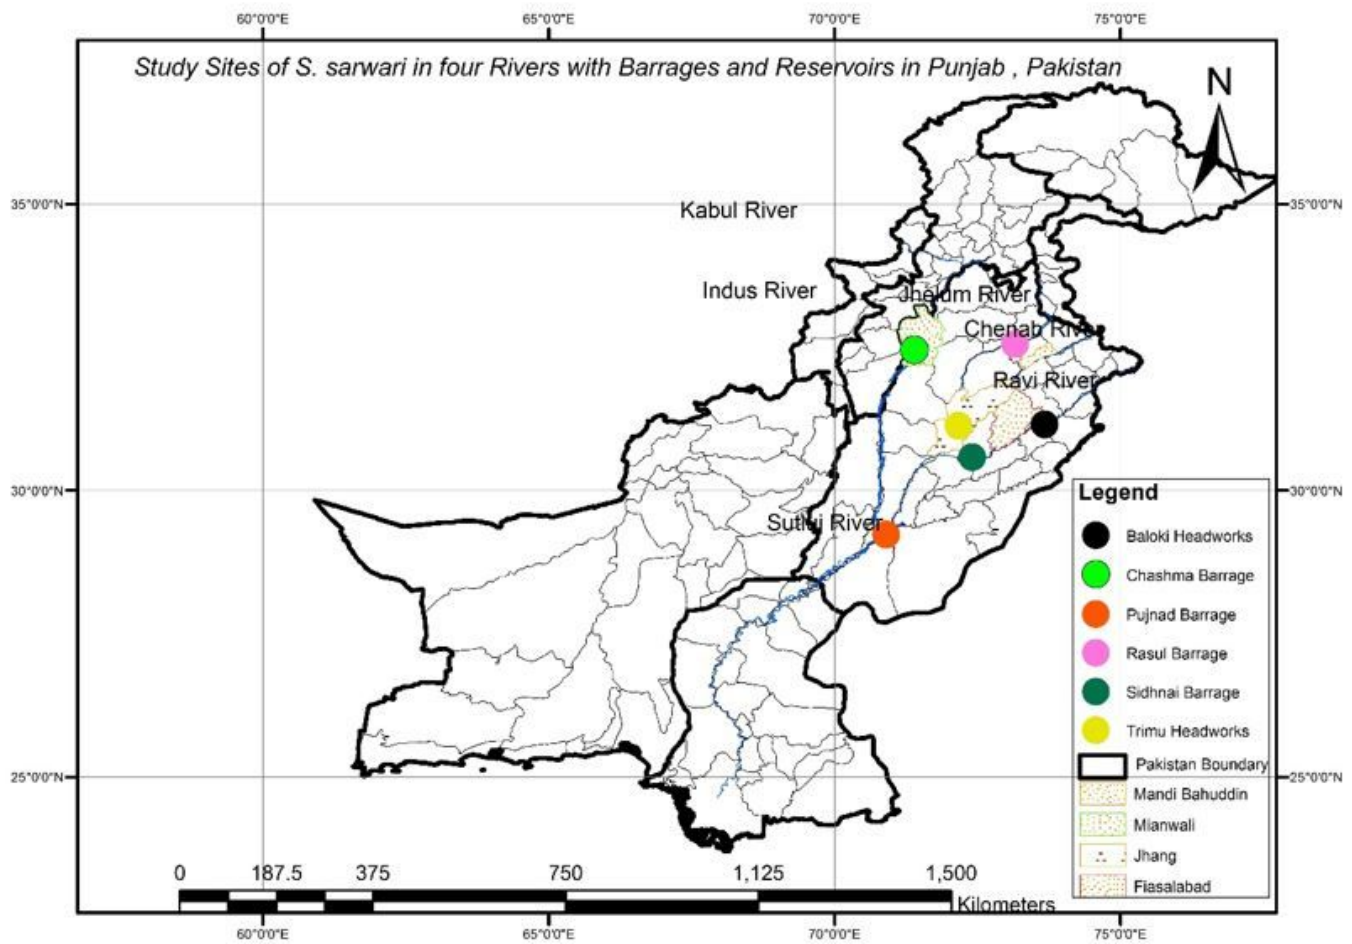 60°0'0"E 65°0'0"E 70°0'0"E 75°0'0"E
Study Sites of S. sarwari in four Rivers with Barrages and Reservoirs in Punjab , Pakistan
N
35°0'0"N 35°0'0"N
Kabul River
Indus River
Jhelum River
Chenab River
Ravi River
30°0'0"N 30°0'0"N
Sutluj River
Legend
Baloki Headworks
Chashma Barrage
Pujnad Barrage
Rasul Barrage
Sidhnai Barrage
Trimu Headworks
Pakistan Boundary
25°0'0"N 25°0'0"N
Mandi Bahuddin
Mianwali
Jhang
Fiasalabad
0 187.5 375 750 1,125 1,500
Kilometers
60°0'0"E 65°0'0"E 70°0'0"E 75°0'0"E